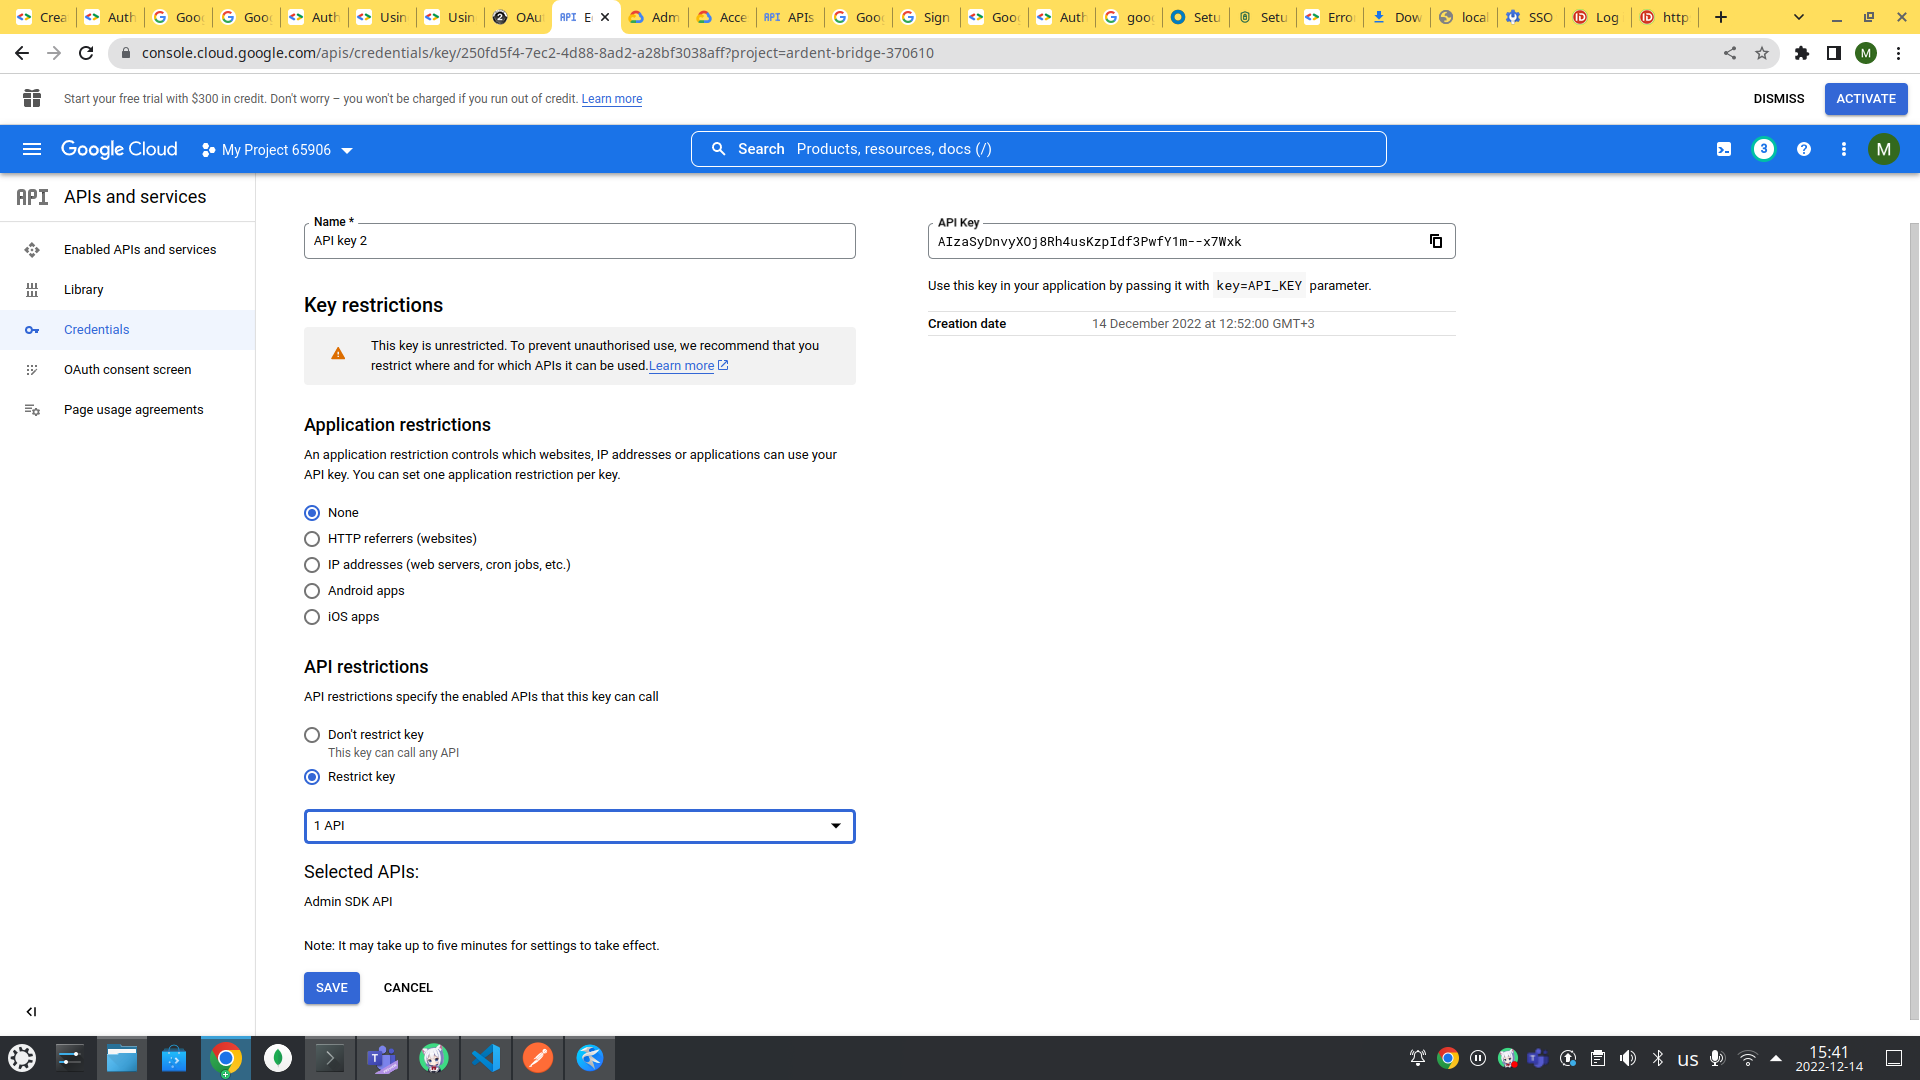 Crea
Auth
Goog
Goog
Auth
Usin
Usin
OAu
API
E
Adm
Acce
API
APIs
Goog
Sign
Goog
Auth
goog
Setu
Setu
Erro
Dow
local
SSO
Log
http
console.cloud.google.com/apis/credentials/key/250fd5f4-7ec2-4d88-8ad2-a28bf3038aff?project=ardent-bridge-370610
M
Start your free trial with $300 in credit. Don't worry – you won't be charged if you run out of credit. Learn more
DISMISS
ACTIVATE
Google Cloud
My Project 65906
Search Products, resources, docs (/)
3
M
API APIs and services
Enabled APIs and services
Library
Credentials
OAuth consent screen
Page usage agreements
Name *
API key 2
Key restrictions
This key is unrestricted. To prevent unauthorised use, we recommend that you
restrict where and for which APIs it can be used. Learn more
Application restrictions
An application restriction controls which websites, IP addresses or applications can use your
API key. You can set one application restriction per key.
None
HTTP referrers (websites)
IP addresses (web servers, cron jobs, etc.)
Android apps
iOS apps
API restrictions
API restrictions specify the enabled APIs that this key can call
Don't restrict key
This key can call any API
Restrict key
1 API
Selected APIs:
Admin SDK API
Note: It may take up to five minutes for settings to take effect.
SAVE
CANCEL
API Key
AIzaSyDnvyXOj8Rh4usKzpIdf3PwfY1m--x7Wxk
Use this key in your application by passing it with key=API_KEY parameter.
Creation date 14 December 2022 at 12:52:00 GMT+3
us
15:41
2022-12-14